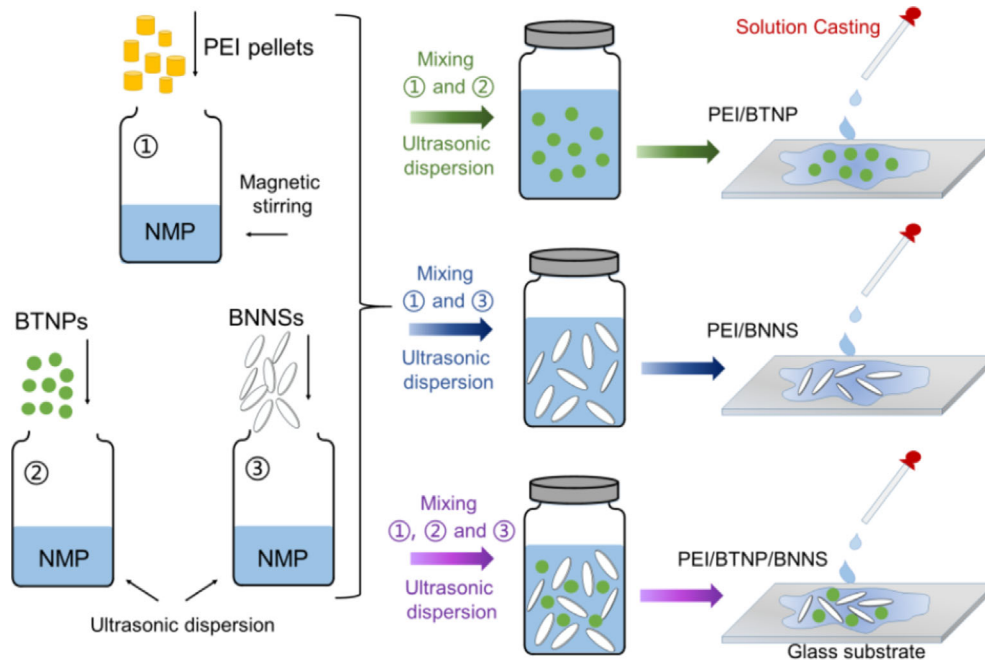 PEI pellets
①
Magnetic
stirring
NMP
BTNPs
BNNSs
②
③
NMP
NMP
Ultrasonic dispersion
Mixing
① and ②
Ultrasonic
dispersion
Solution Casting
PEI/BTNP
Mixing
① and ③
Ultrasonic
dispersion
PEI/BNNS
Mixing
①, ② and ③
Ultrasonic
dispersion
PEI/BTNP/BNNS
Glass substrate